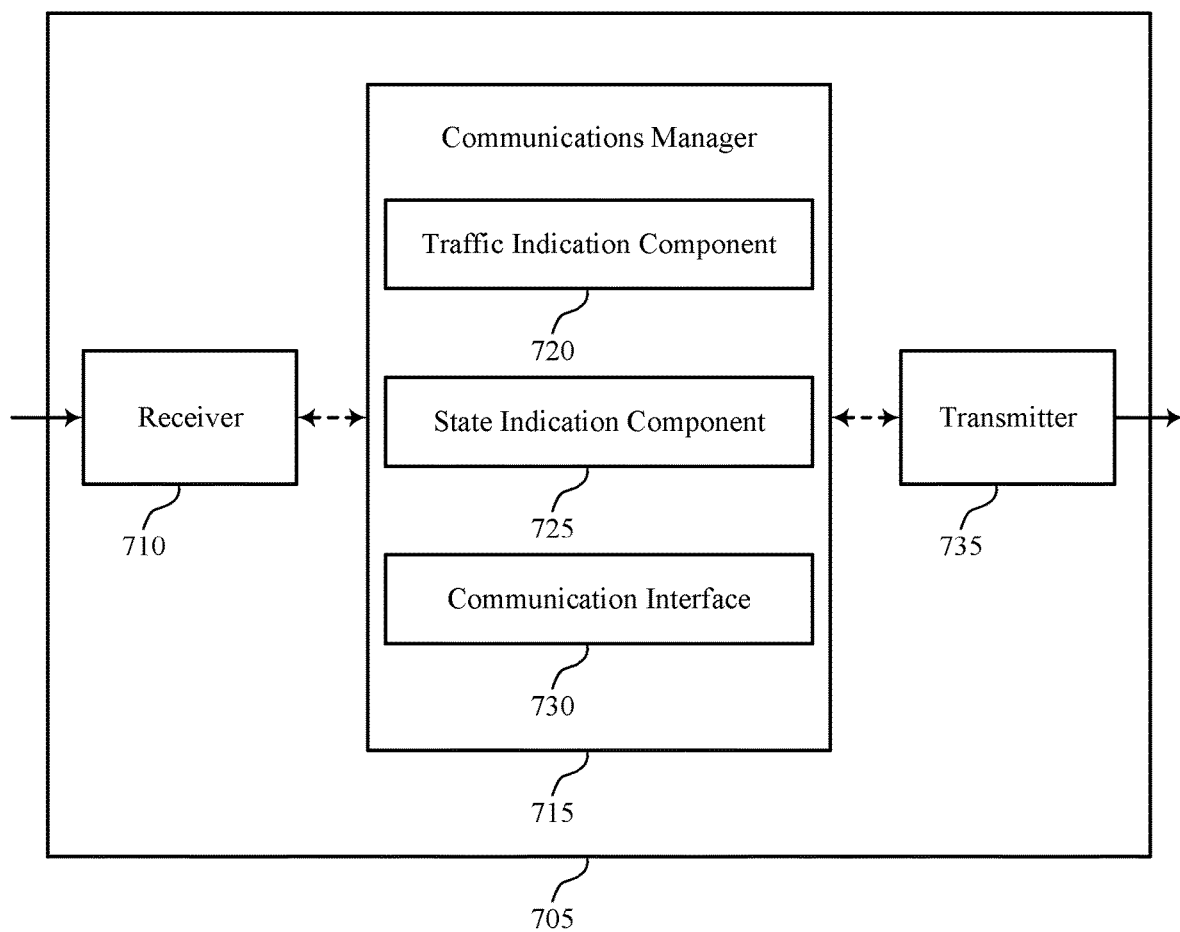 Communications Manager
Traffic Indication Component
720
Receiver
710
State Indication Component
725
Transmitter
735
Communication Interface
730
715
705